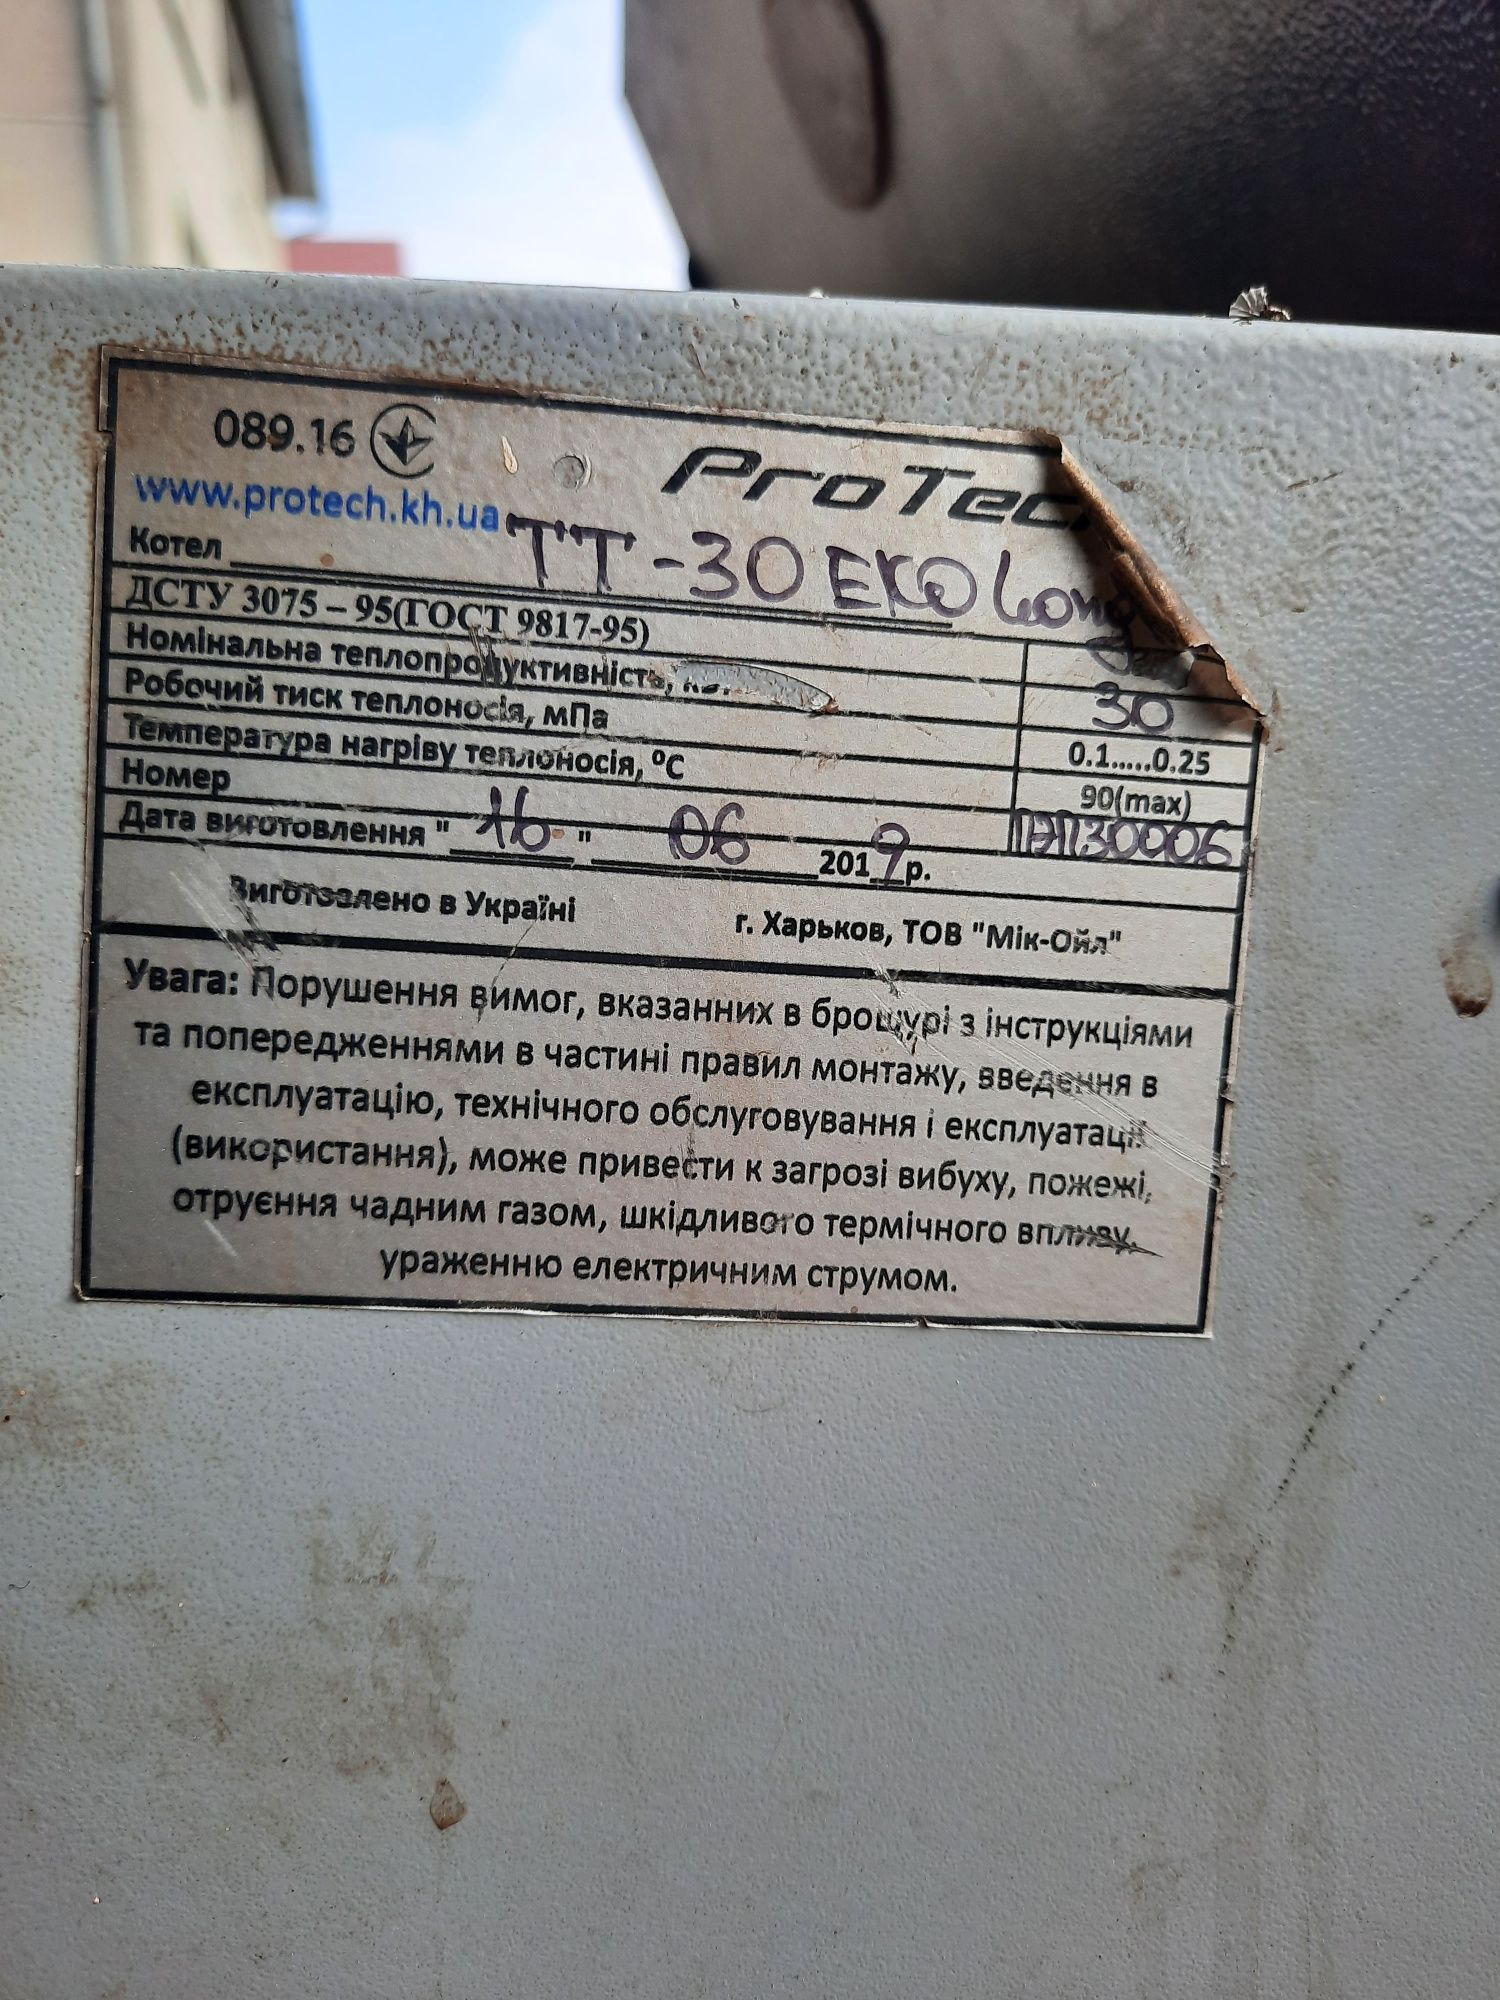 089.16
ProTec
www.protech.kh.ua
Котел ТТ-30 ЕКО Long
ДСТУ 3075 – 95(ГОСТ 9817-95)
Номінальна теплопродуктивність, 30
Робочий тиск теплоносія, мПа 0.1.....0.25
Температура нагріву теплоносія, ⁰С 90(max)
Номер
Дата виготовлення " 16 " 06 2019 р.
Виготовлено в Україні г. Харьков, ТОВ "Мік-Ойл"
Увага: Порушення вимог, вказанних в брошурі з інструкціями
та попередженнями в частині правил монтажу, введення в
експлуатацію, технічного обслуговування і експлуатації
(використання), може привести к загрозі вибуху, пожежі,
отруєння чадним газом, шкідливого термічного впливу,
ураженню електричним струмом.